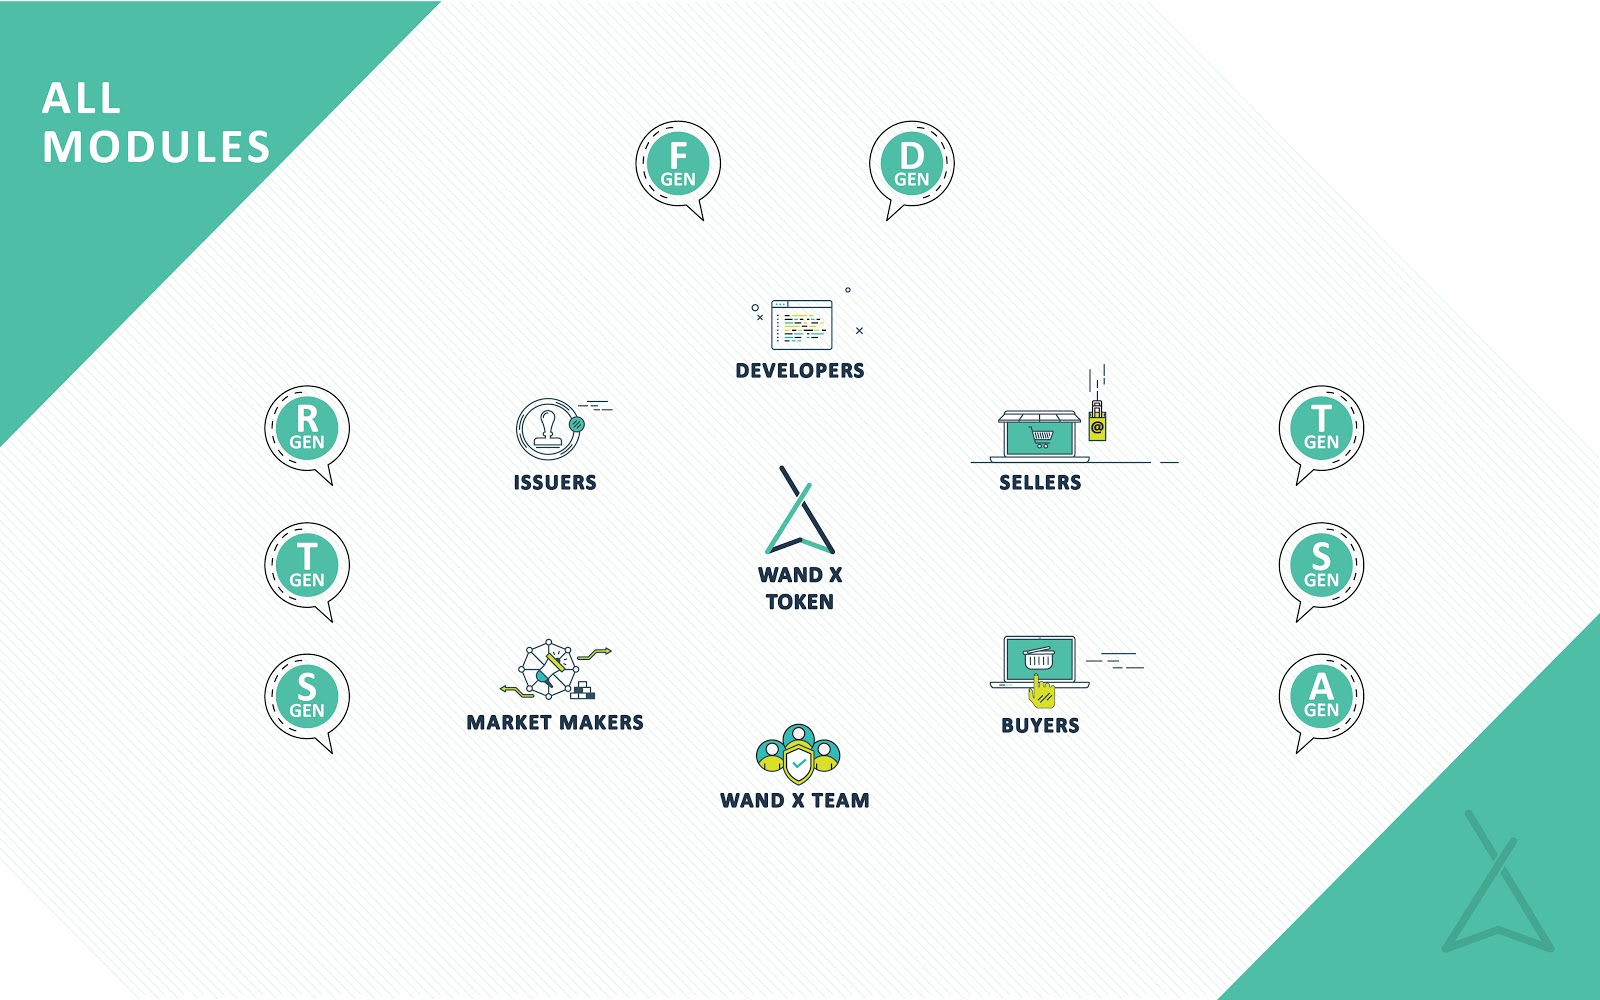 ALL
MODULES
F
GEN
D
GEN
DEVELOPERS
R
GEN
ISSUERS
@
SELLERS
T
GEN
T
GEN
WAND X
TOKEN
S
GEN
S
GEN
MARKET MAKERS
BUYERS
A
GEN
WAND X TEAM